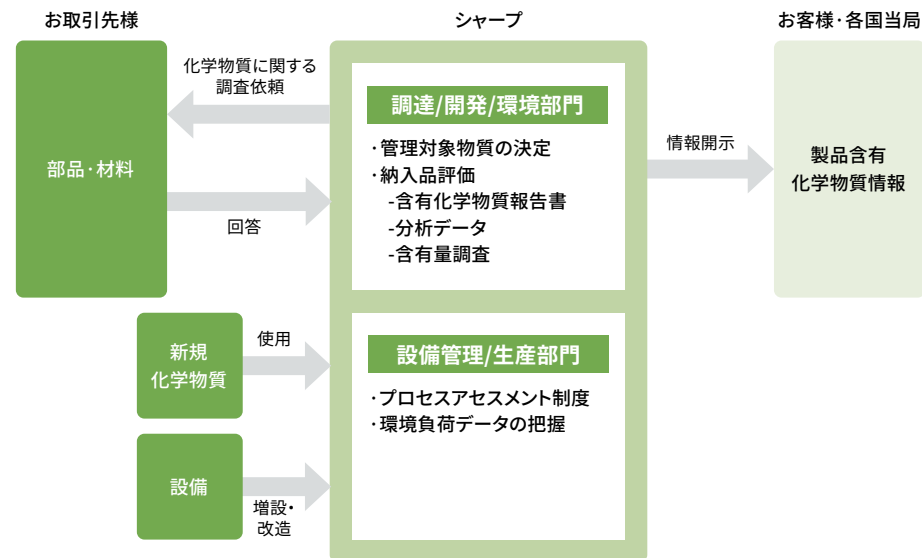 お取引先様
シャープ
お客様・各国当局
化学物質に関する
調査依頼
部品・材料
回答
調達/開発/環境部門
・管理対象物質の決定
・納入品評価
-含有化学物質報告書
-分析データ
-含有量調査
情報開示
製品含有
化学物質情報
新規
化学物質
使用
設備管理/生産部門
・プロセスアセスメント制度
・環境負荷データの把握
設備
増設・
改造